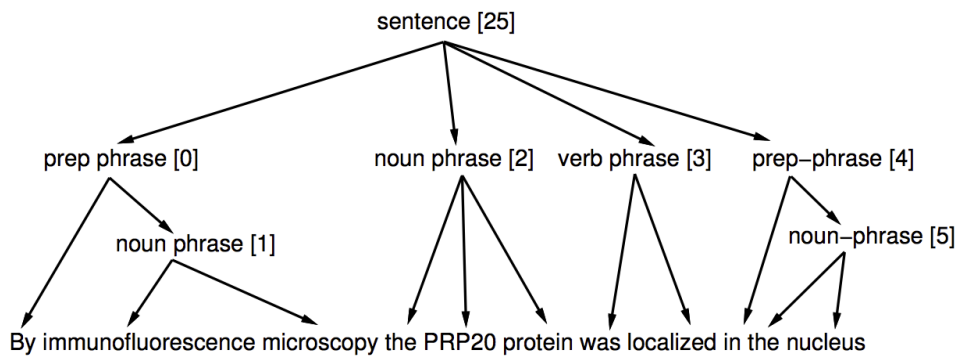 sentence [25]
prep phrase [0] noun phrase [2] verb phrase [3] prep–phrase [4]
noun phrase [1] noun–phrase [5]
By immunofluorescence microscopy the PRP20 protein was localized in the nucleus